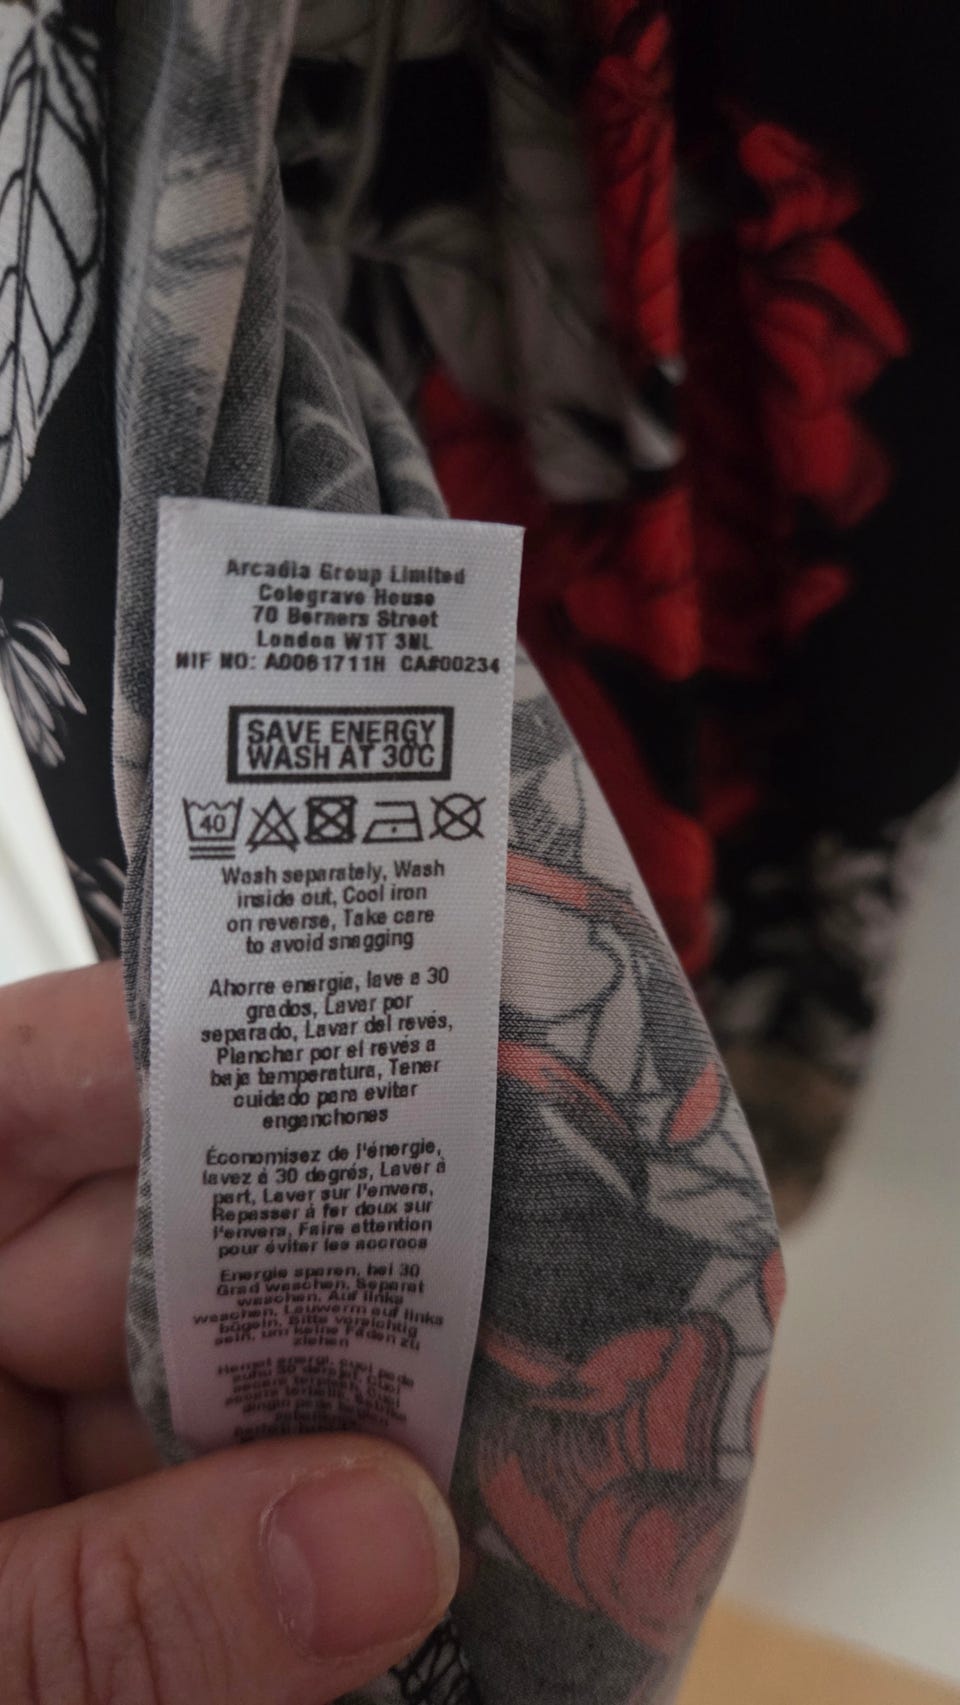 Arcadia Group Limited
Colegrave House
70 Berners Street
London W1T 3NL
NIF NO: A0061711H CA#00234
SAVE ENERGY
WASH AT 30C
40
Wash separately, Wash
inside out, Cool iron
on reverse, Take care
to avoid snagging
Ahorre energia, lave a 30
grados, Lavar por
separado, Lavar del revés,
Planchar por el revés a
baja temperatura, Tener
cuidado para evitar
enganchones
Économisez de l'énergie,
lavez à 30 degrés, Laver à
part, Laver sur l'envers,
Repasser à fer doux sur
l'envers, Faire attention
pour éviter les accrocs
Energie sparen, bei 30
Grad waschen, Separat
waschen, Auf links
waschen, Lauwarm auf links
bügeln, Bitte vorsichtig
sein, um keine Fäden zu
ziehen